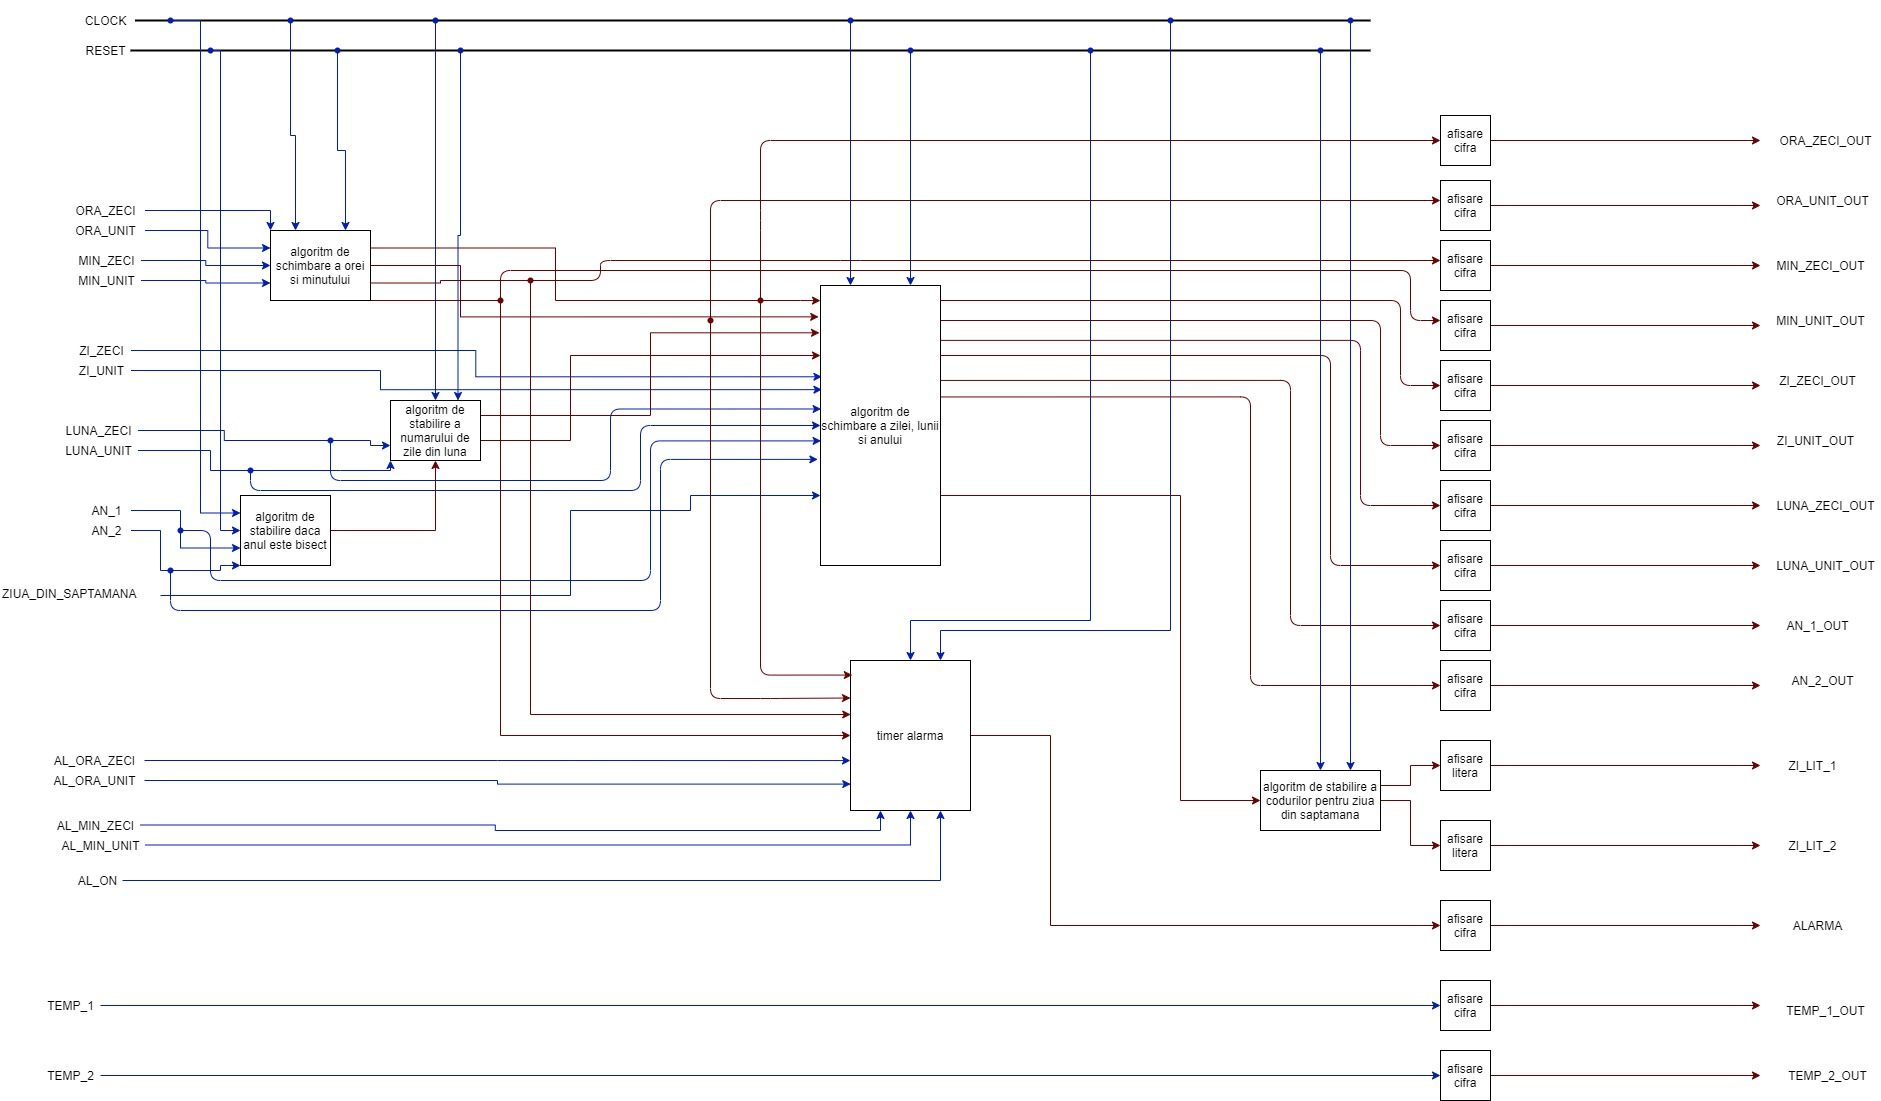 CLOCK
RESET
afisare
cifra
ORA_ZECI_OUT
afisare
cifra
ORA_UNIT_OUT
ORA_ZECI
ORA_UNIT
MIN_ZECI
MIN_UNIT
algoritm de
schimbare a orei
si minutului
afisare
cifra
MIN_ZECI_OUT
afisare
cifra
MIN_UNIT_OUT
ZI_ZECI
ZI_UNIT
afisare
cifra
ZI_ZECI_OUT
LUNA_ZECI
LUNA_UNIT
algoritm de
stabilire a
numarului de
zile din luna
algoritm de
schimbare a zilei, lunii
si anului
afisare
cifra
ZI_UNIT_OUT
AN_1
AN_2
algoritm de
stabilire daca
anul este bisect
afisare
cifra
LUNA_ZECI_OUT
afisare
cifra
LUNA_UNIT_OUT
ZIUA_DIN_SAPTAMANA
afisare
cifra
AN_1_OUT
afisare
cifra
AN_2_OUT
timer alarma
AL_ORA_ZECI
AL_ORA_UNIT
AL_MIN_ZECI
AL_MIN_UNIT
AL_ON
algoritm de stabilire a
codurilor pentru ziua
din saptamana
afisare
litera
ZI_LIT_1
afisare
litera
ZI_LIT_2
afisare
cifra
ALARMA
TEMP_1
afisare
cifra
TEMP_1_OUT
TEMP_2
afisare
cifra
TEMP_2_OUT